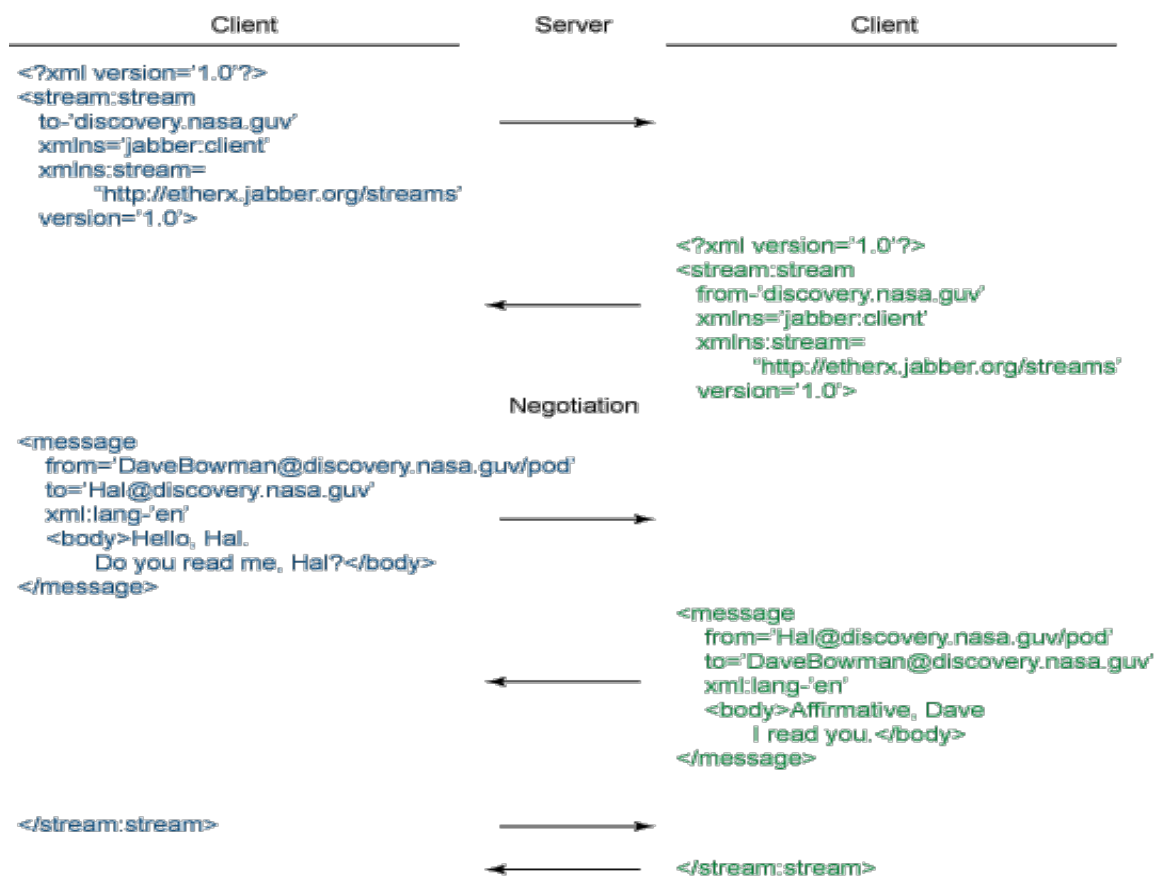 Client Server Client
<?xml version='1.0'?>
<stream:stream
to-'discovery.nasa.guv'
xmlns='jabber:client'
xmlns:stream=
"http://etherx.jabber.org/streams'
version='1.0'>
<?xml version='1.0'?>
<stream:stream
from-'discovery.nasa.guv'
xmlns='jabber:client'
xmlns:stream=
"http://etherx.jabber.org/streams'
version='1.0'>
Negotiation
<message
from='DaveBowman@discovery.nasa.guv/pod'
to='Hal@discovery.nasa.guv'
xml:lang-'en'
<body>Hello, Hal.
Do you read me, Hal?</body>
</message>
<message
from='Hal@discovery.nasa.guv/pod'
to='DaveBowman@discovery.nasa.guv'
xml:lang-'en'
<body>Affirmative, Dave
I read you.</body>
</message>
</stream:stream>
</stream:stream>